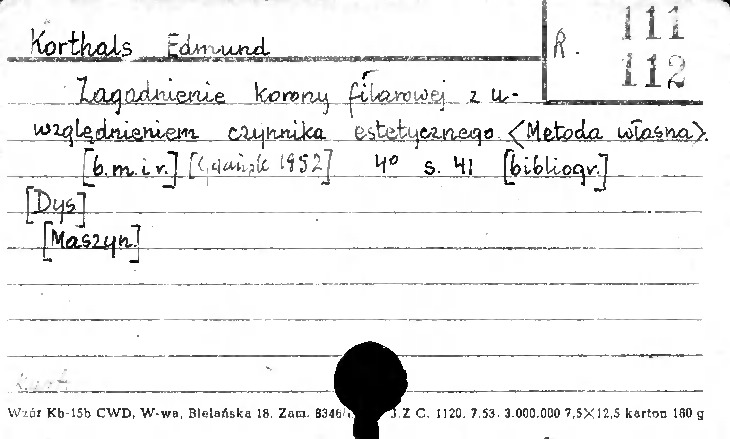 Korthals Edmund
R. 111
112
Zagadnienie korony filarowej z u-
względnieniem czynnika estetycznego <Metoda własna>.
[b.m.i r.] [Gdańsk 1952] 4° s. 41 [bibliogr.]
[Dys]
[Maszyn.]
Wzór Kb-15b CWD, W-wa, Bielańska 18. Zam. 8346/ Z C. 1120. 7.53. 3.000.000 7,5×12,5 karton 180 g